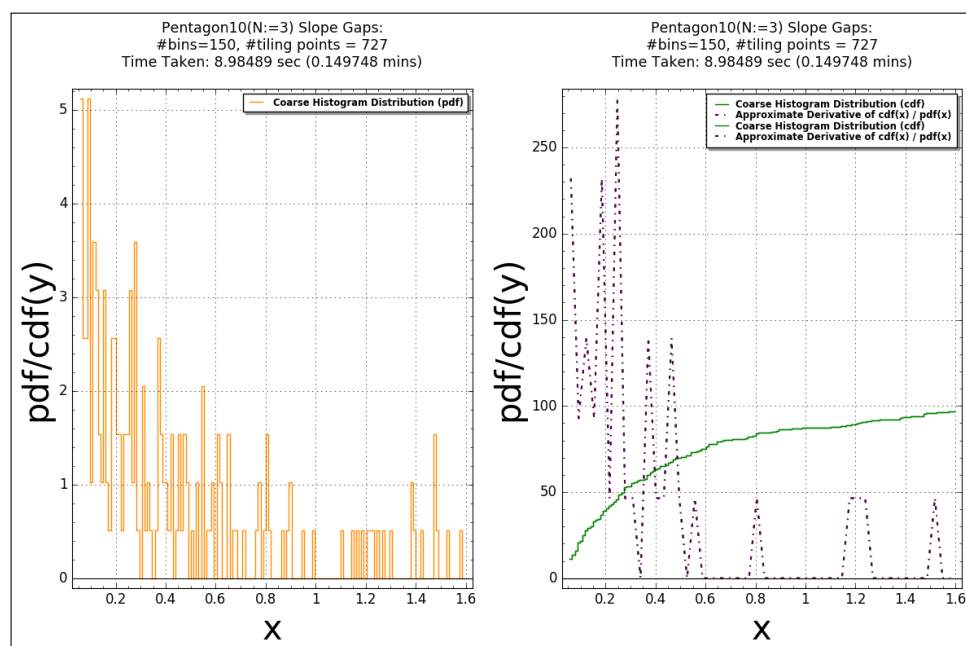 Pentagon10(N:=3) Slope Gaps:
#bins=150, #tiling points = 727
Time Taken: 8.98489 sec (0.149748 mins)
Coarse Histogram Distribution (pdf)
5
4
3
2
1
0
pdf/cdf(y)
0.2 0.4 0.6 0.8 1 1.2 1.4 1.6
x
Pentagon10(N:=3) Slope Gaps:
#bins=150, #tiling points = 727
Time Taken: 8.98489 sec (0.149748 mins)
Coarse Histogram Distribution (cdf)
Approximate Derivative of cdf(x) / pdf(x)
Coarse Histogram Distribution (cdf)
Approximate Derivative of cdf(x) / pdf(x)
250
200
150
100
50
0
pdf/cdf(y)
0.2 0.4 0.6 0.8 1 1.2 1.4 1.6
x